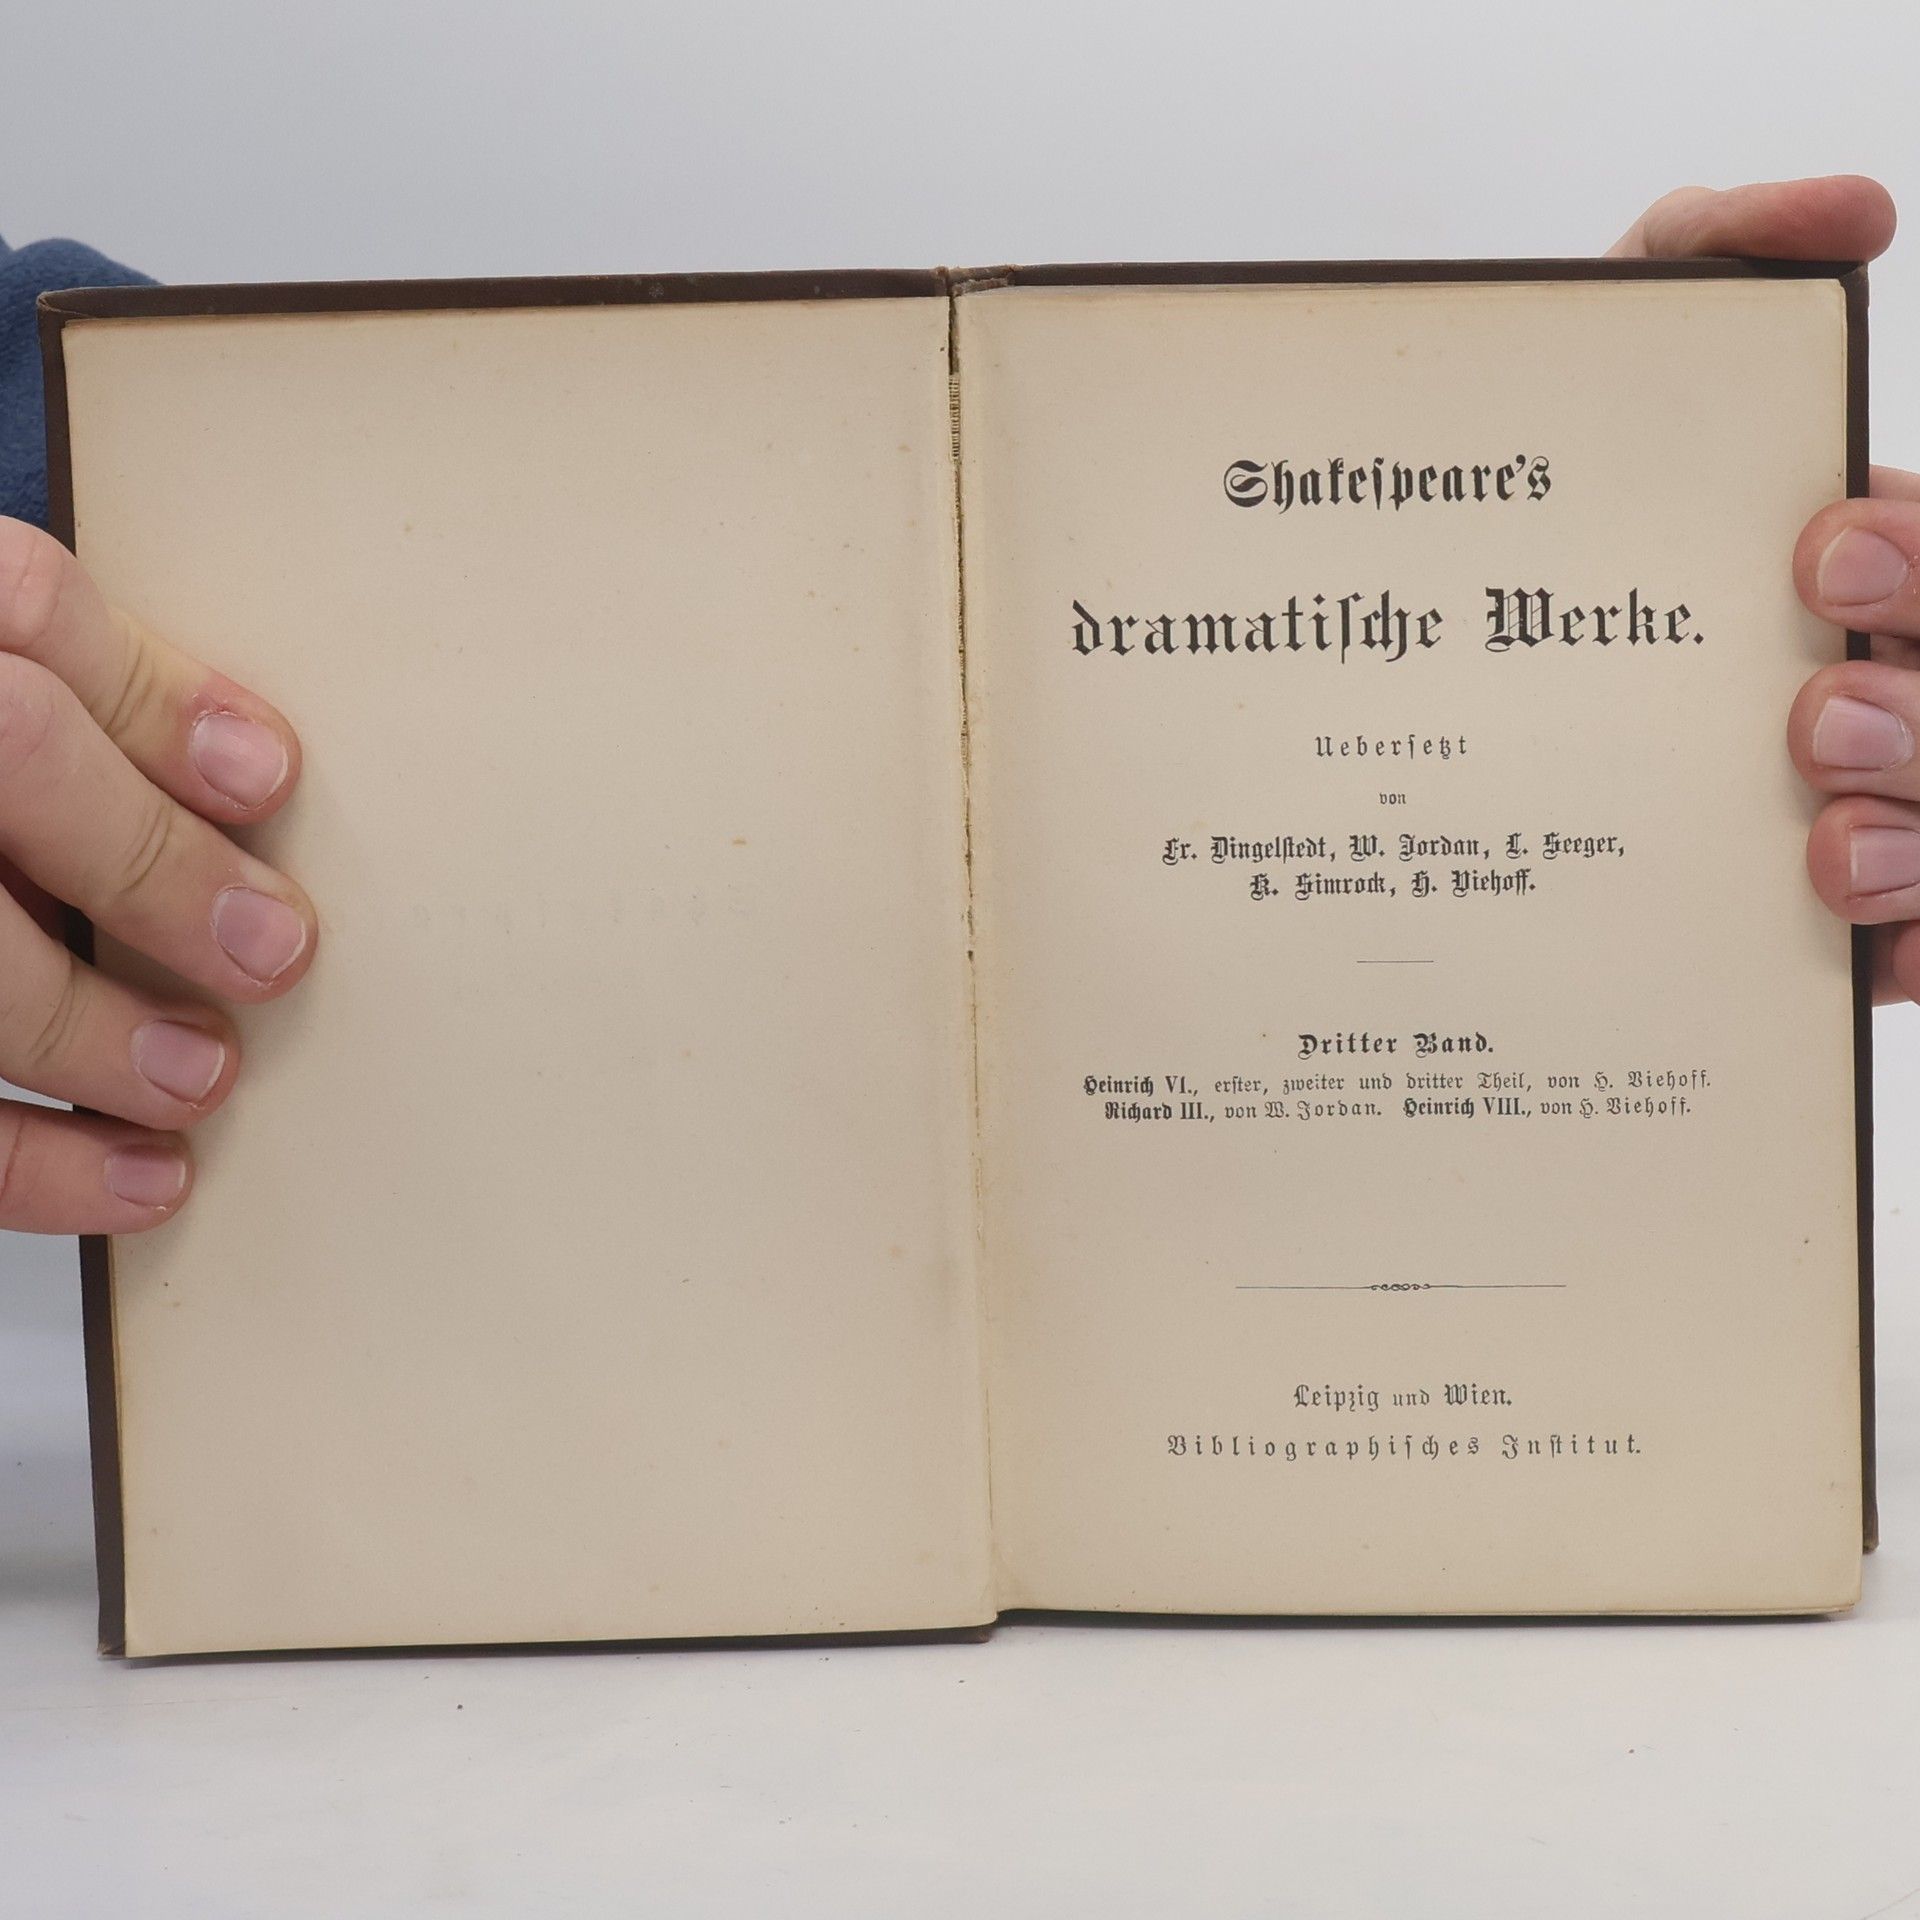 Shakeſpeare's
dramatiſche Werke.
Ueberſetzt
von
Fr. Dingelſtedt, W. Jordan, L. Seeger,
K. Simrock, H. Viehoff.
Dritter Band.
Heinrich VI., erſter, zweiter und dritter Theil, von H. Viehoff.
Richard III., von W. Jordan. Heinrich VIII., von H. Viehoff.
Leipzig und Wien.
Bibliographiſches Inſtitut.